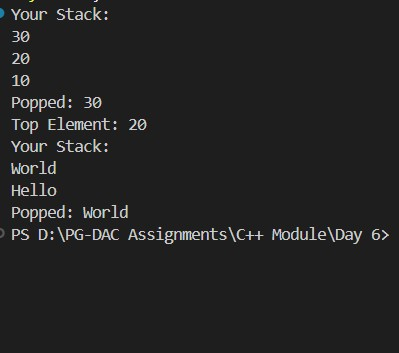 Your Stack:
30
20
10
Popped: 30
Top Element: 20
Your Stack:
World
Hello
Popped: World
PS D:\PG-DAC Assignments\C++ Module\Day 6>